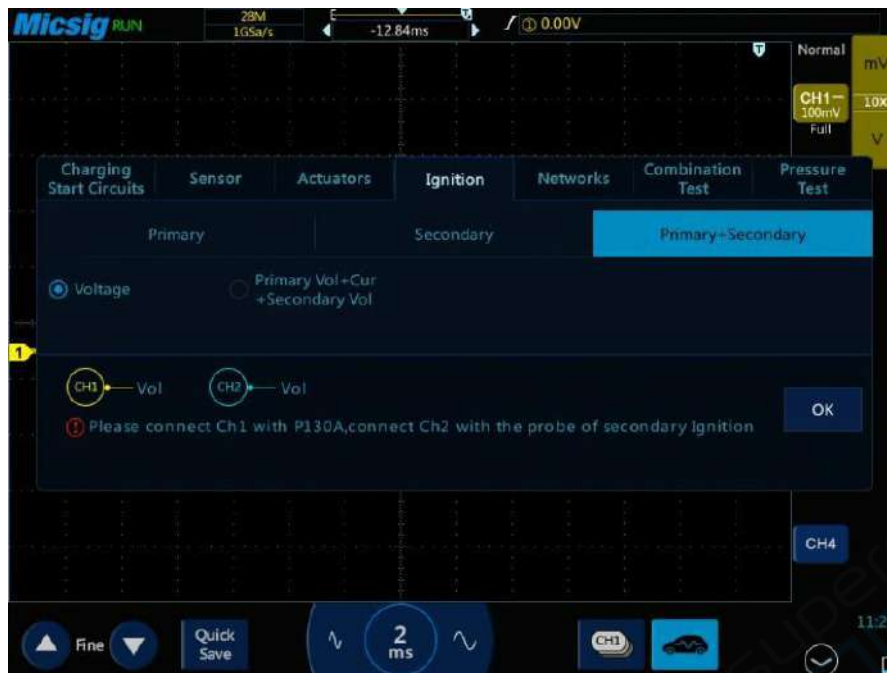 Micsig RUN
28M
1GSa/s
-12.84ms
T
① 0.00V
T
Normal
mV
CH1
100mV
10X
Full
V
Charging
Start Circuits
Sensor
Actuators
Ignition
Networks
Combination
Test
Pressure
Test
Primary
Secondary
Primary+Secondary
Voltage
Primary Vol+Cur
+Secondary Vol
1
CH1 Vol
CH2 Vol
OK
Please connect Ch1 with P130A,connect Ch2 with the probe of secondary Ignition
CH4
Fine
Quick
Save
2
ms
CH1
11:2